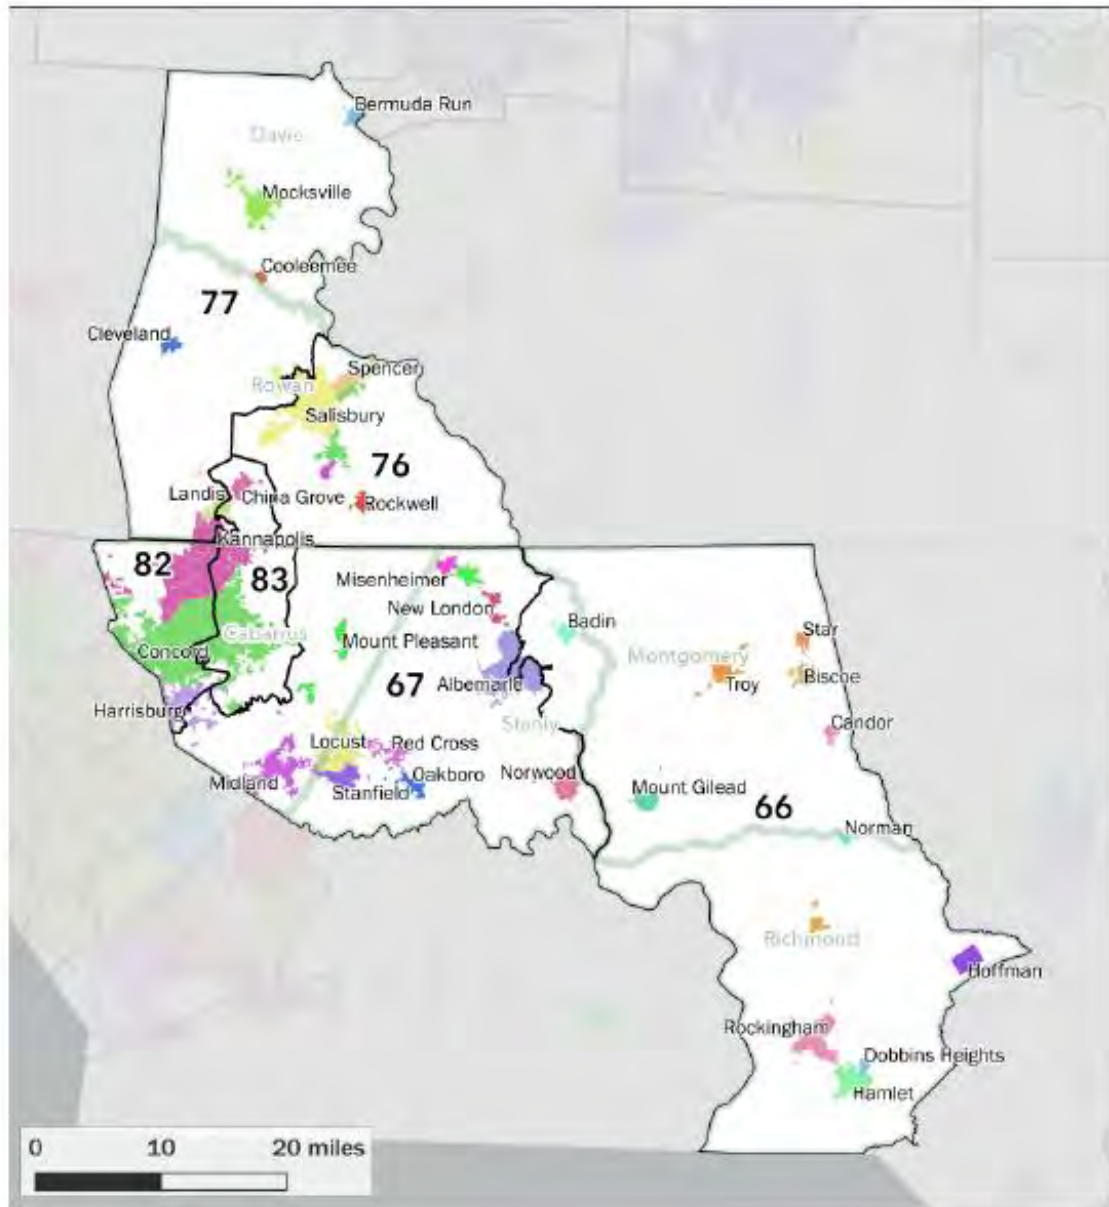 Bermuda Run
Davie
Mocksville
Cooleemee
77
Cleveland
Spencer
Rowan
Salisbury
76
Landis
China Grove
Rockwell
Kannapolis
82
83
Misenheimer
New London
Badin
Star
Cabarrus
Mount Pleasant
Concord
Montgomery
67
Albemarle
Troy
Biscoe
Harrisburg
Stanly
Candor
Locust
Red Cross
Midland
Oakboro
Norwood
Stanfield
Mount Gilead
66
Norman
Richmond
Hoffman
Rockingham
Dobbins Heights
Hamlet
0 10 20 miles